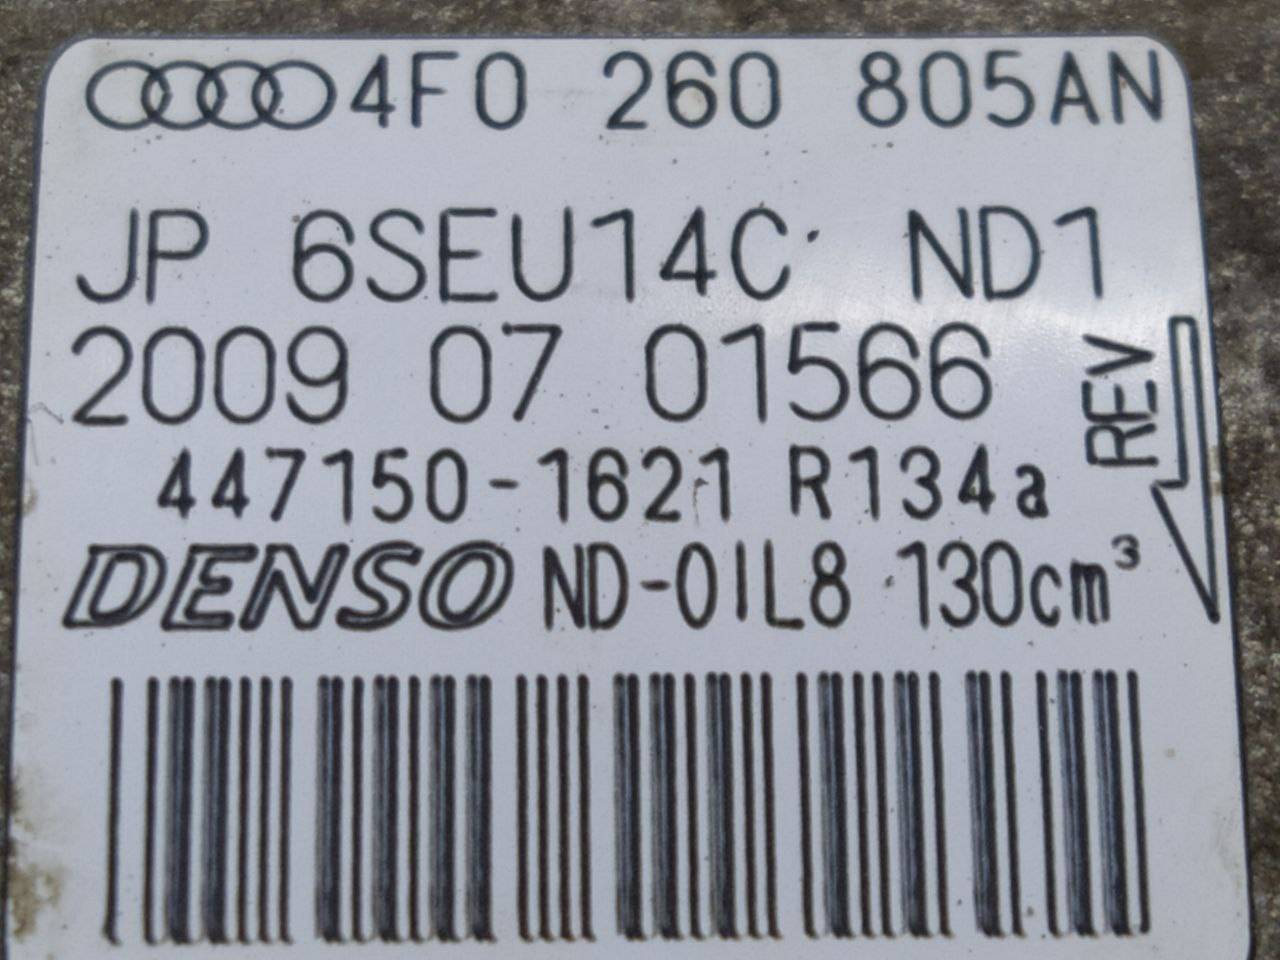 4F0 260 805AN
JP 6SEU14C ND1
2009 07 01566
REV
447150-1621 R134a
DENSO ND-OIL8 130cm³